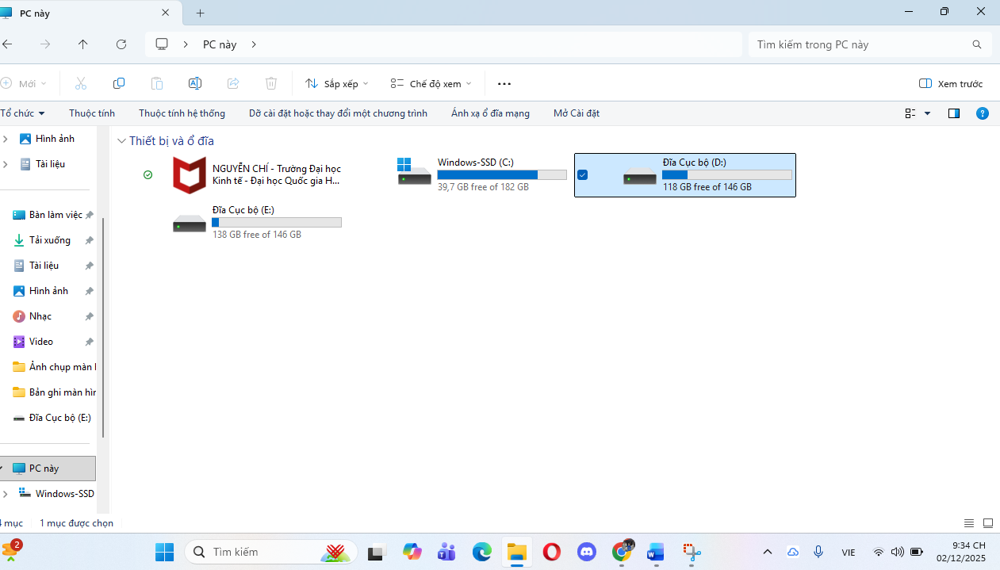 PC này
PC này
Tìm kiếm trong PC này
Mới
Sắp xếp
Chế độ xem
Xem trước
Tổ chức
Thuộc tính
Thuộc tính hệ thống
Dỡ cài đặt hoặc thay đổi một chương trình
Ánh xạ ổ đĩa mạng
Mở Cài đặt
Hình ảnh
Tài liệu
Bàn làm việc
Tải xuống
Tài liệu
Hình ảnh
Nhạc
Video
Ảnh chụp màn
Bản ghi màn hìn
Đĩa Cục bộ (E:)
PC này
Windows-SSD
Thiết bị và ổ đĩa
NGUYỄN CHÍ - Trường Đại học
Kinh tế - Đại học Quốc gia H...
Windows-SSD (C:)
39,7 GB free of 182 GB
Đĩa Cục bộ (D:)
118 GB free of 146 GB
Đĩa Cục bộ (E:)
138 GB free of 146 GB
mục
1 mục được chọn
2
Tìm kiếm
VIE
9:34 CH
02/12/2025